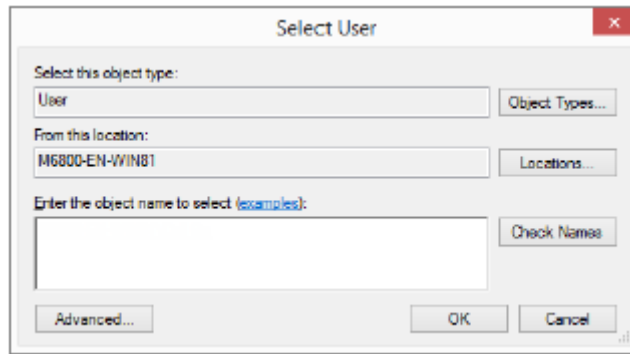 Select User
Select this object type:
User
Object Types...
From this location:
M6800-EN-WIN81
Locations...
Enter the object name to select (examples):
Check Names
Advanced...
OK
Cancel